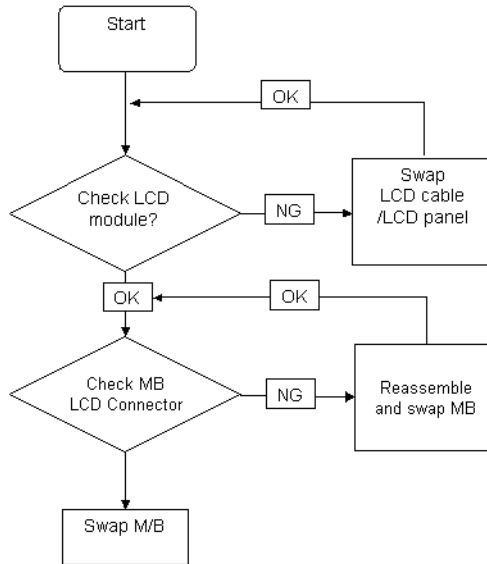 Start
OK
Check LCD
module?
NG
Swap
LCD cable
/LCD panel
OK
OK
Check MB
LCD Connector
NG
Reassemble
and swap MB
Swap M/B